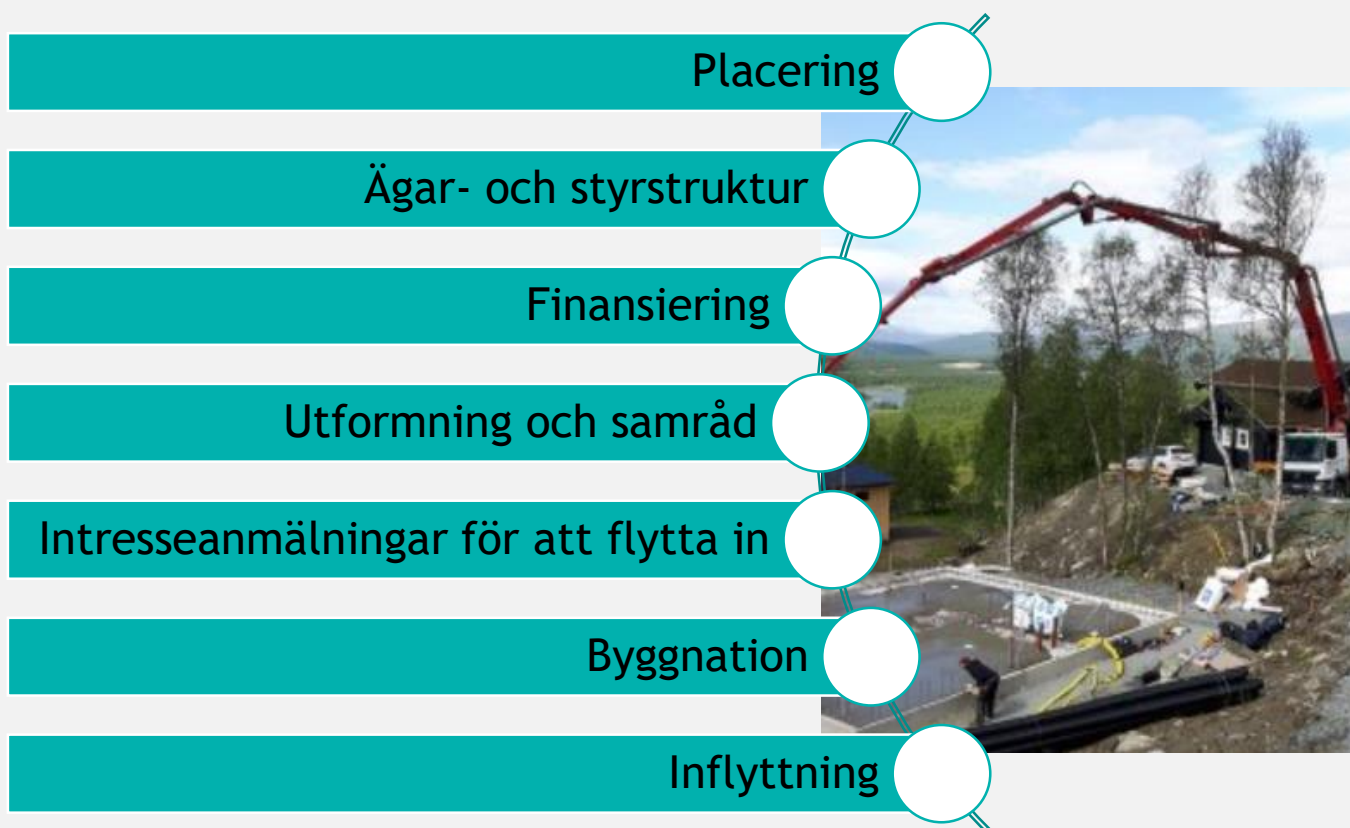 Placering
Ägar- och styrstruktur
Finansiering
Utformning och samråd
Intresseanmälningar för att flytta in
Byggnation
Inflyttning